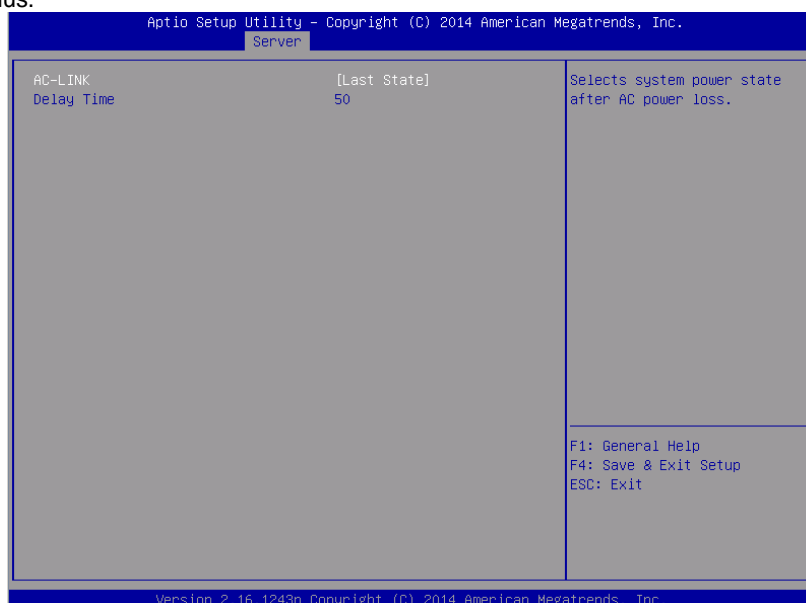 Aptio Setup Utility – Copyright (C) 2014 American Megatrends, Inc.
Server
AC-LINK [Last State]
Delay Time 50
Selects system power state
after AC power loss.
F1: General Help
F4: Save & Exit Setup
ESC: Exit
Version 2.16.1243n Copyright (C) 2014 American Megatrends, Inc.